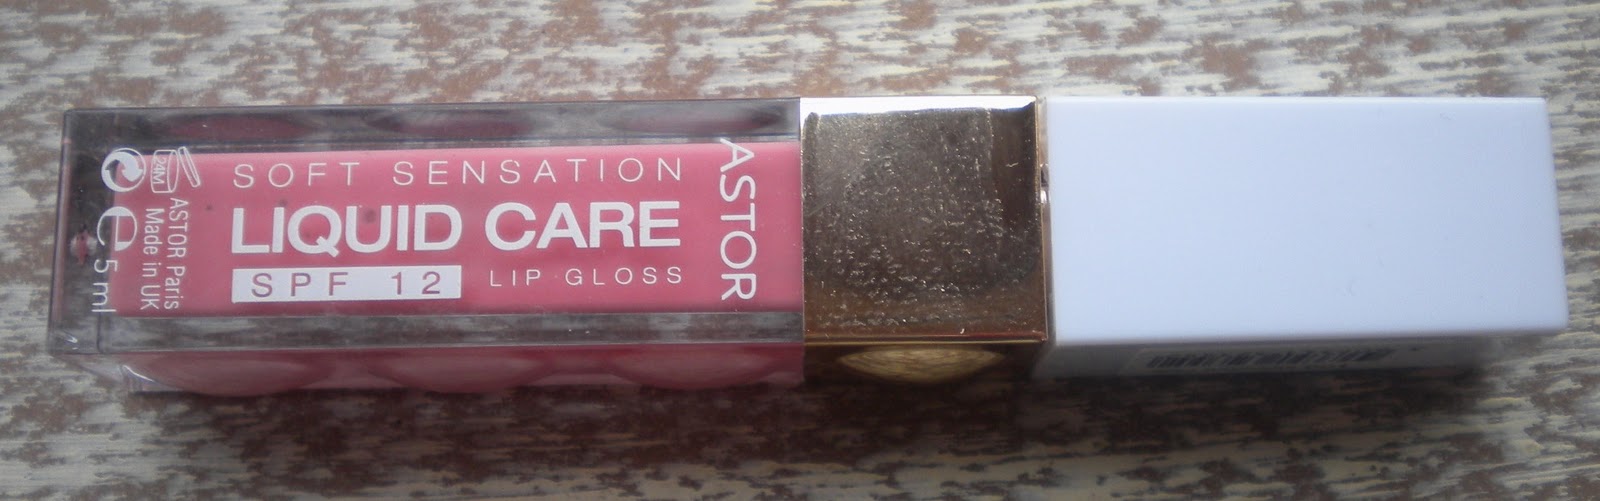 SOFT SENSATION
LIQUID CARE
SPF 12 LIP GLOSS
ASTOR
24M
ASTOR Paris
Made in UK
e 5 ml